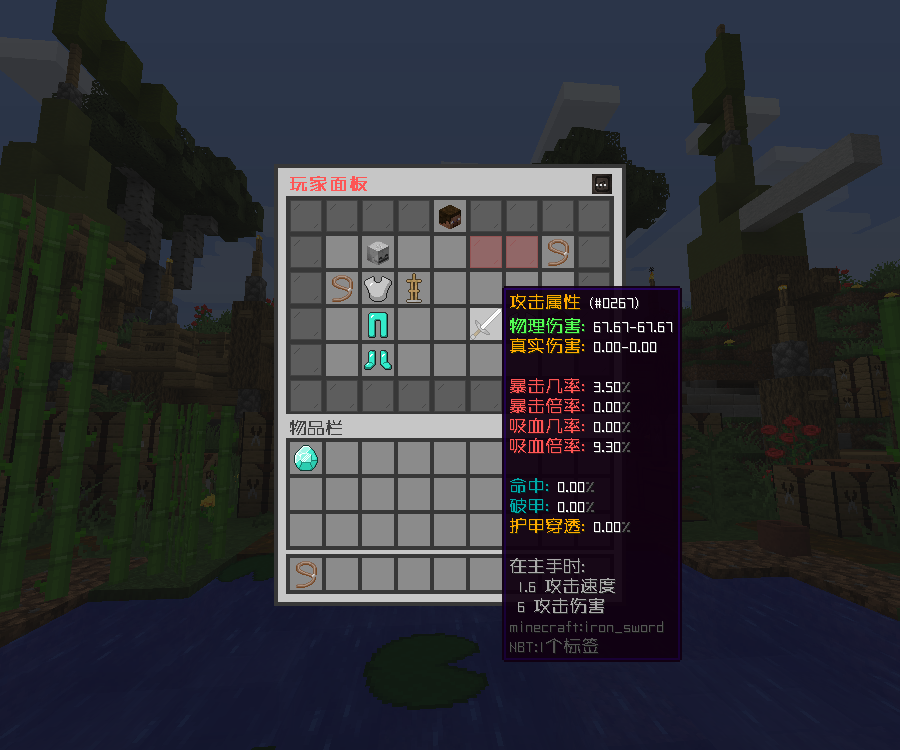 玩家面板
攻击属性 (#0267)
物理伤害: 67.67-67.67
真实伤害: 0.00-0.00
暴击几率: 3.50%
暴击倍率: 0.00%
吸血几率: 0.00%
吸血倍率: 9.30%
物品栏
命中: 0.00%
破甲: 0.00%
护甲穿透: 0.00%
在主手时:
1.6 攻击速度
6 攻击伤害
minecraft:iron_sword
NBT:1个标签